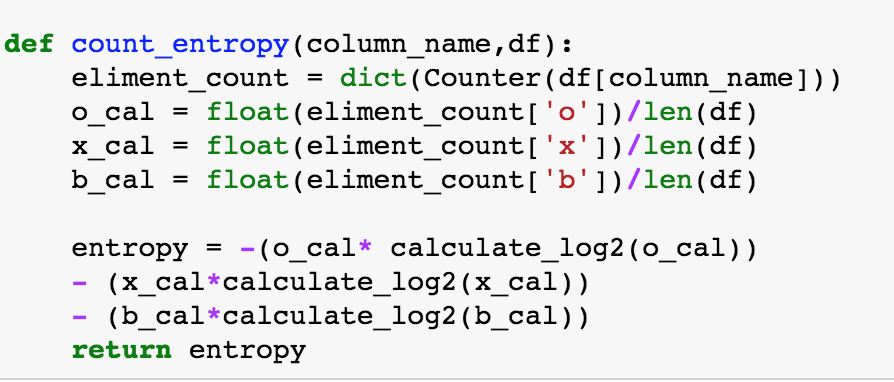 def count_entropy(column_name,df):
    eliment_count = dict(Counter(df[column_name]))
    o_cal = float(eliment_count['o'])/len(df)
    x_cal = float(eliment_count['x'])/len(df)
    b_cal = float(eliment_count['b'])/len(df)

    entropy = -(o_cal* calculate_log2(o_cal))
    - (x_cal*calculate_log2(x_cal))
    - (b_cal*calculate_log2(b_cal))
    return entropy